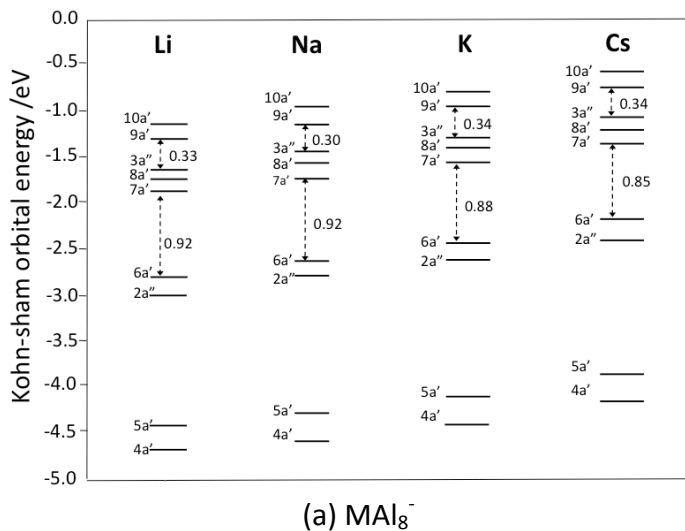 Kohn-sham orbital energy /eV
0.0
-0.5
-1.0
-1.5
-2.0
-2.5
-3.0
-3.5
-4.0
-4.5
-5.0
Li
10a′
9a′
0.33
3a″
8a′
7a′
0.92
6a′
2a″
5a′
4a′
Na
10a′
9a′
0.30
3a″
8a′
7a′
0.92
6a′
2a″
5a′
4a′
K
10a′
9a′
0.34
3a″
8a′
7a′
0.88
6a′
2a″
5a′
4a′
Cs
10a′
9a′
0.34
3a″
8a′
7a′
0.85
6a′
2a″
5a′
4a′
(a) MAl₈⁻